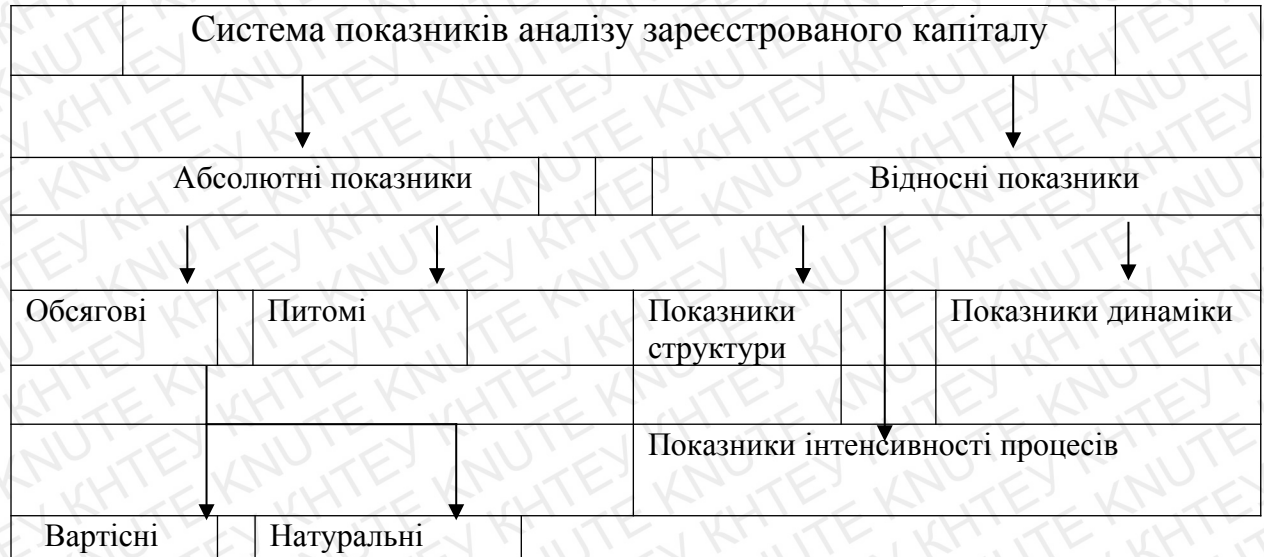 Система показників аналізу зареєстрованого капіталу
Абсолютні показники
Відносні показники
Обсягові
Питомі
Показники
структури
Показники динаміки
Показники інтенсивності процесів
Вартісні
Натуральні